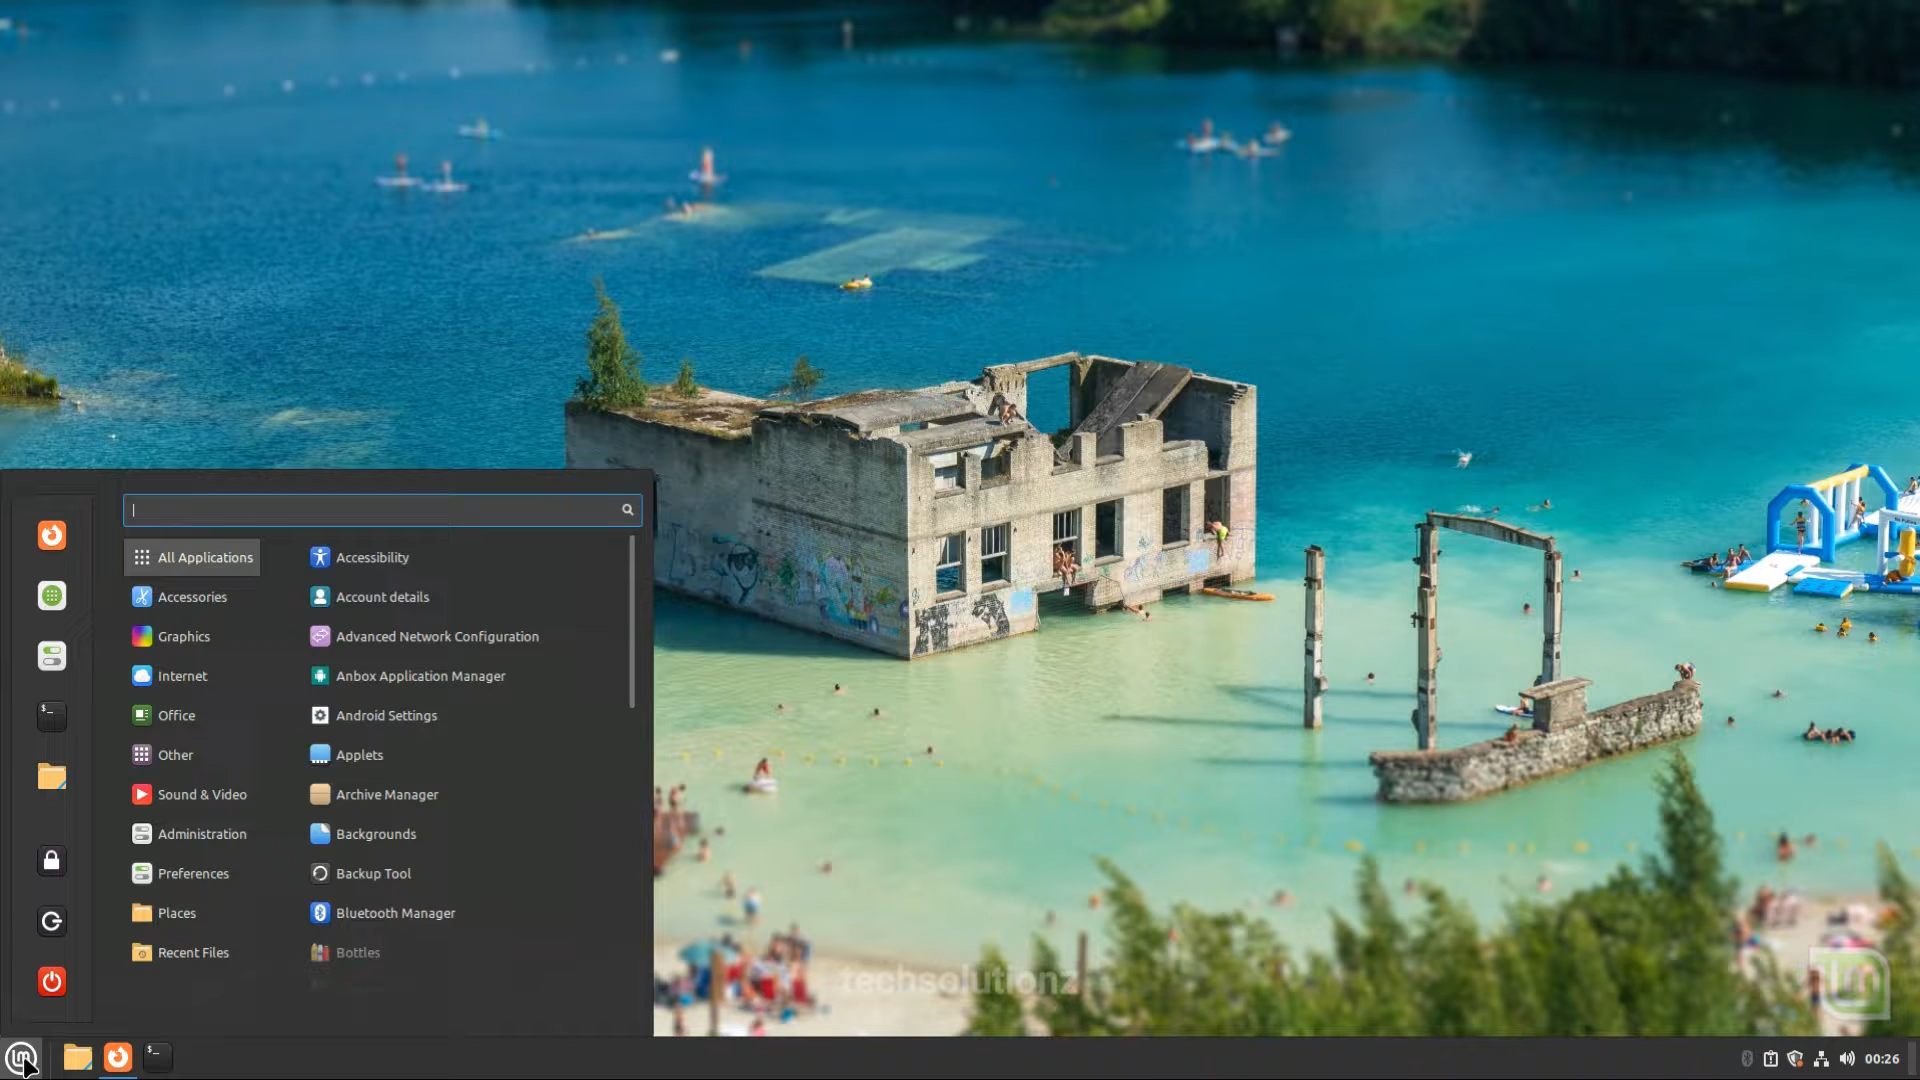 All Applications
Accessories
Graphics
Internet
Office
Other
Sound & Video
Administration
Preferences
Places
Recent Files
Accessibility
Account details
Advanced Network Configuration
Anbox Application Manager
Android Settings
Applets
Archive Manager
Backgrounds
Backup Tool
Bluetooth Manager
Bottles
techsolutionz
00:26